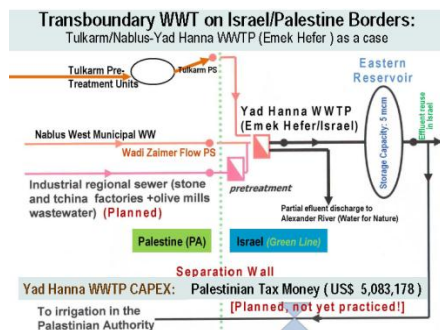 Transboundary WWT on Israel/Palestine Borders:
Tulkarm/Nablus-Yad Hanna WWTP (Emek Hefer ) as a case
Eastern
Reservoir
Tulkarm Pre-
Treatment Units
Tulkarm PS
Yad Hanna WWTP
(Emek Hefer/Israel)
Storage Capacity: 5 mcm
Effluent reuse
in Israel
Nablus West Municipal WW
Wadi Zaimer Flow PS
Industrial regional sewer (stone
and tchina factories +olive mills
wastewater) (Planned)
pretreatment
Partial effluent discharge to
Alexander River (Water for Nature)
Palestine (PA)
Israel (Green Line)
Separation Wall
Yad Hanna WWTP CAPEX: Palestinian Tax Money ( US$ 5,083,178 )
[Planned, not yet practiced!]
To irrigation in the
Palastinian Authority